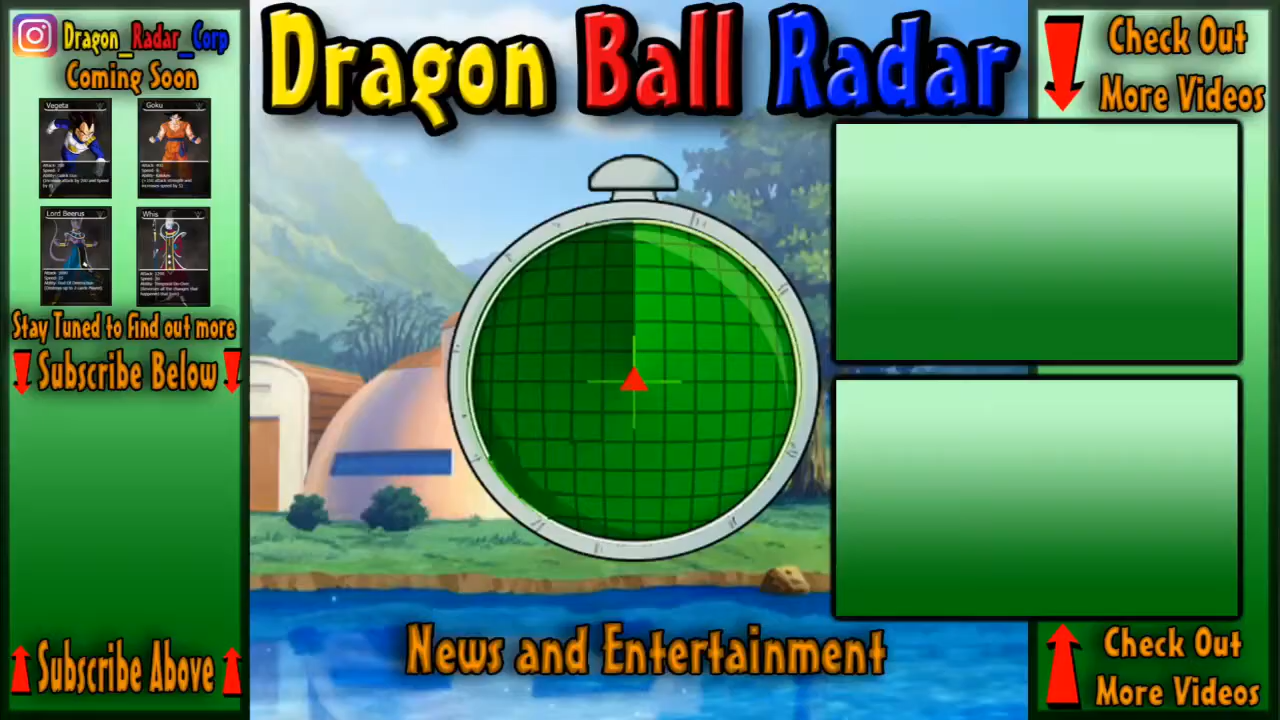 Dragon_Radar_Corp
Coming Soon
Vegeta
Goku
Lord Beerus
Whis
Stay Tuned to find out more
Subscribe Below
Subscribe Above
Dragon Ball Radar
News and Entertainment
Check Out
More Videos
Check Out
More Videos